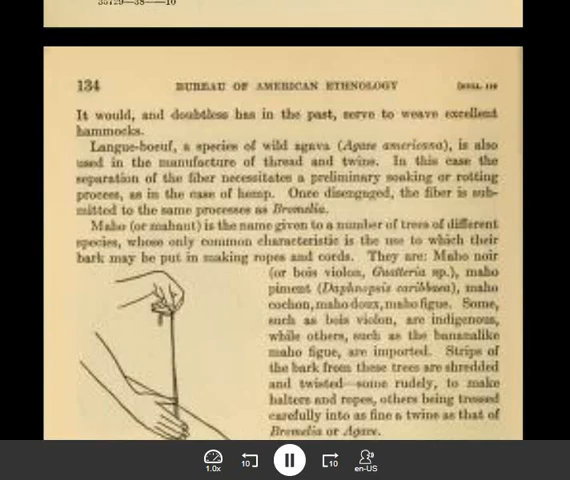 35729—38——10
134 BUREAU OF AMERICAN ETHNOLOGY [BULL. 119
It would, and doubtless has in the past, serve to weave excellent
hammocks.
Langue-boeuf, a species of wild agava (Agave americana), is also
used in the manufacture of thread and twine. In this case the
separation of the fiber necessitates a preliminary soaking or rotting
process, as in the case of hemp. Once disengaged, the fiber is sub-
mitted to the same processes as Bromelia.
Maho (or mahaut) is the name given to a number of trees of different
species, whose only common characteristic is the use to which their
bark may be put in making ropes and cords. They are: Maho noir
(or bois violon, Guatteria sp.), maho
piment (Daphnopsis caribbaea), maho
cochon, maho doux, maho figue. Some,
such as bois violon, are indigenous,
while others, such as the bananalike
maho figue, are imported. Strips of
the bark from these trees are shredded
and twisted—some rudely, to make
halters and ropes, others being tressed
carefully into as fine a twine as that of
Bromelia or Agave.
1.0x 10 10 en-US